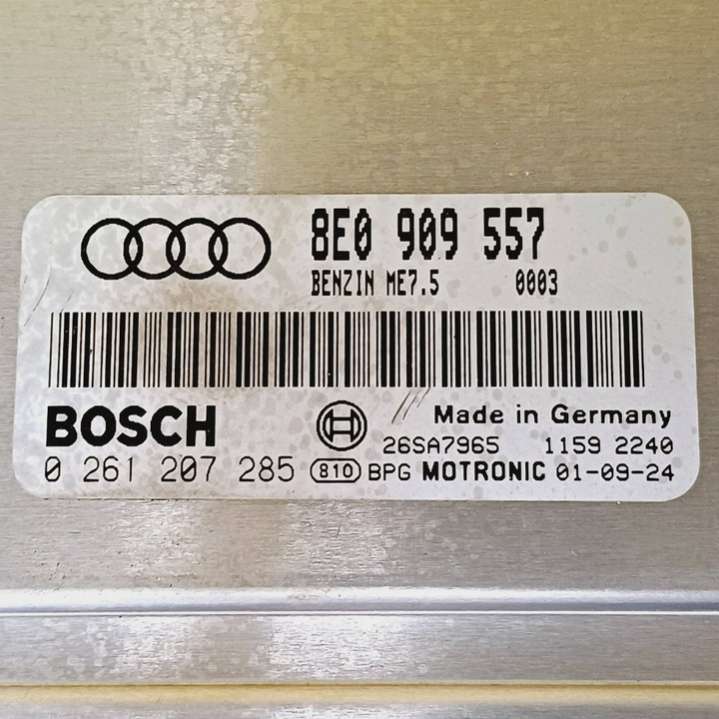 8E0 909 557
BENZIN ME7.5 0003
BOSCH Made in Germany
26SA7965 1159 2240
0 261 207 285 810 BPG MOTRONIC 01-09-24